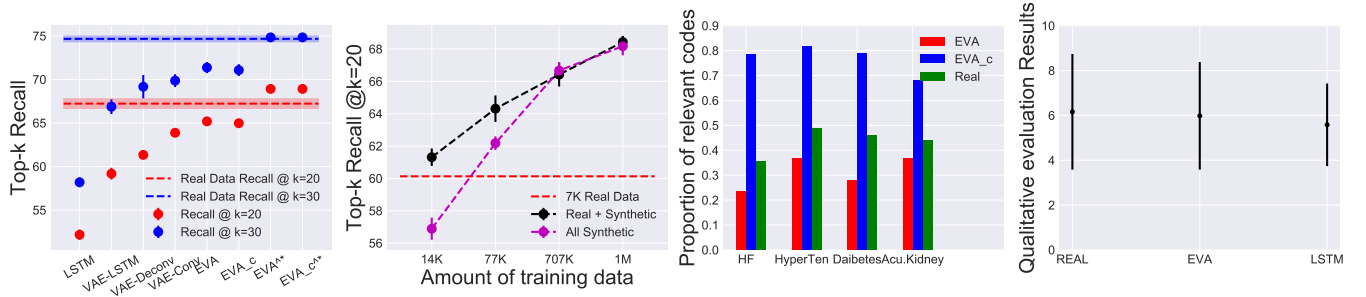 Top-k Recall
75
70
65
60
55
Real Data Recall @ k=20
Real Data Recall @ k=30
Recall @ k=20
Recall @ k=30
LSTM
VAE-LSTM
VAE-Deconv
VAE-Conv
EVA
EVA_c
EVA^*
EVA_c^*
Top-k Recall @k=20
68
66
64
62
60
58
56
7K Real Data
Real + Synthetic
All Synthetic
14K 77K 707K 1M
Amount of training data
Proportion of relevant codes
0.9
0.8
0.7
0.6
0.5
0.4
0.3
0.2
0.1
0.0
EVA
EVA_c
Real
HF HyperTen DaibetesAcu.Kidney
Qualitative evaluation Results
10
8
6
4
2
0
REAL EVA LSTM